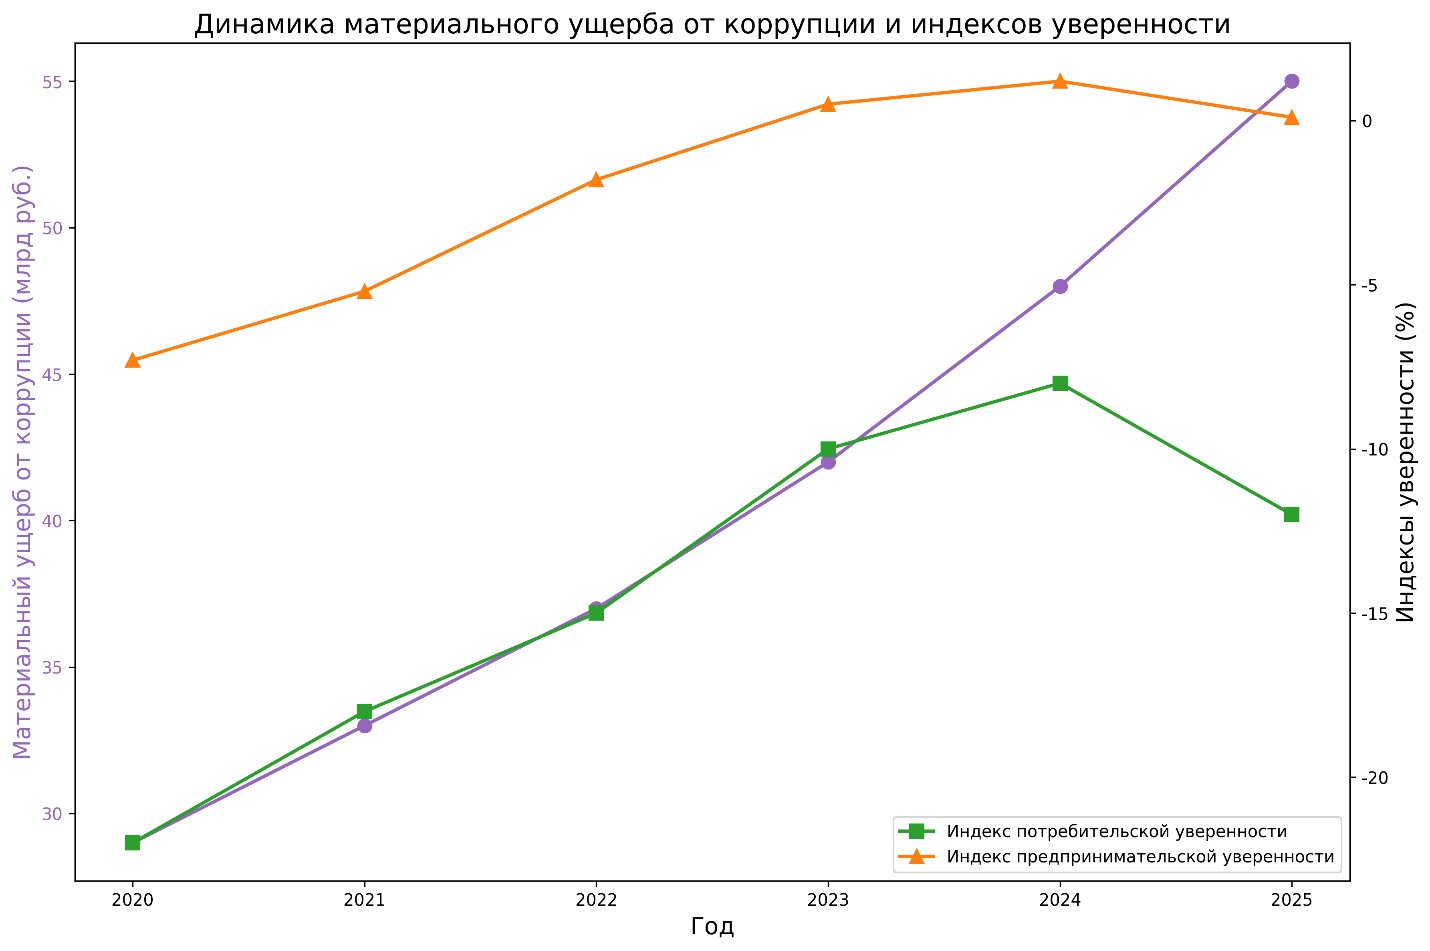 Динамика материального ущерба от коррупции и индексов уверенности
Материальный ущерб от коррупции (млрд руб.)
55
50
45
40
35
30
0
-5
-10
-15
-20
Индексы уверенности (%)
Индекс потребительской уверенности
Индекс предпринимательской уверенности
2020 2021 2022 2023 2024 2025
Год